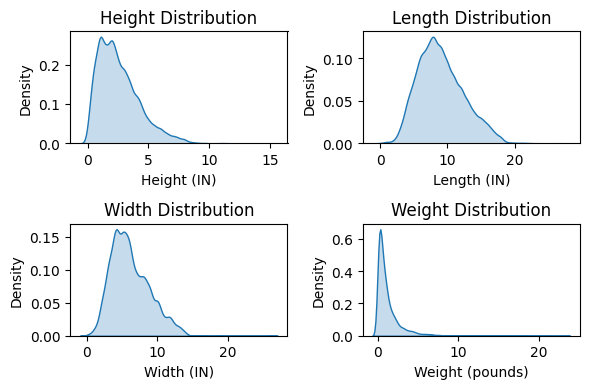 Height Distribution
Density
0.2
0.1
0.0
0 5 10 15
Height (IN)
Length Distribution
Density
0.10
0.05
0.00
0 10 20
Length (IN)
Width Distribution
Density
0.15
0.10
0.05
0.00
0 10 20
Width (IN)
Weight Distribution
Density
0.6
0.4
0.2
0.0
0 10 20
Weight (pounds)